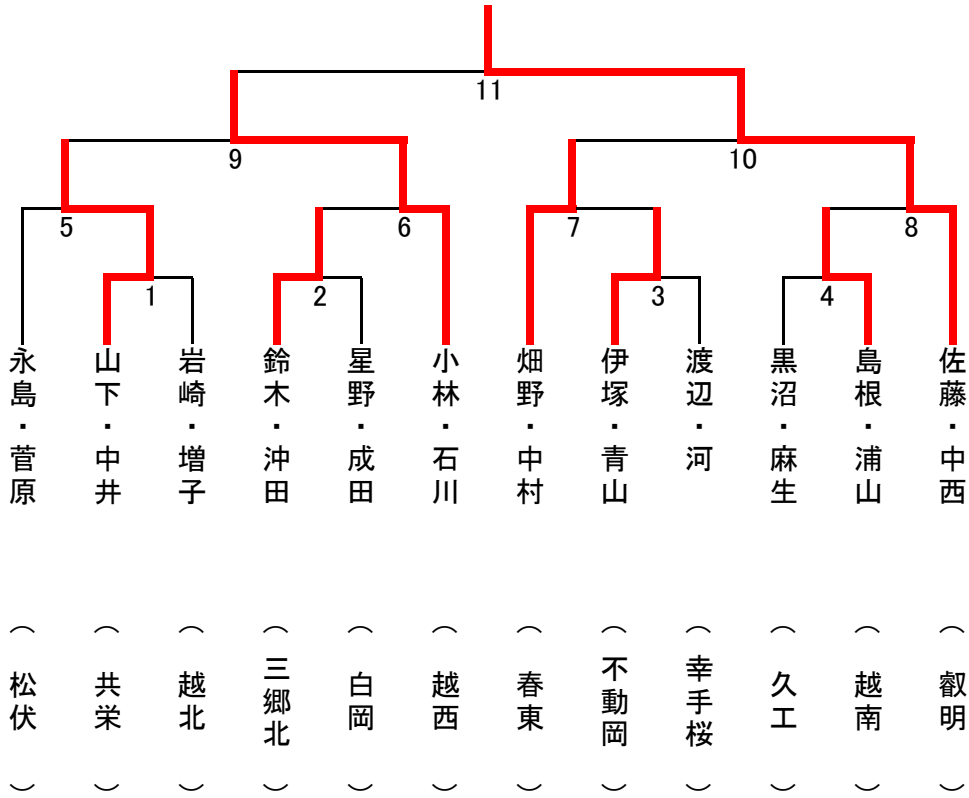 11
9
10
5
6
7
8
1
2
3
4
永島・菅原
山下・中井
岩崎・増子
鈴木・沖田
星野・成田
小林・石川
畑野・中村
伊塚・青山
渡辺・河
黒沼・麻生
島根・浦山
佐藤・中西
（松伏）
（共栄）
（越北）
（三郷北）
（白岡）
（越西）
（春東）
（不動岡）
（幸手桜）
（久工）
（越南）
（叡明）